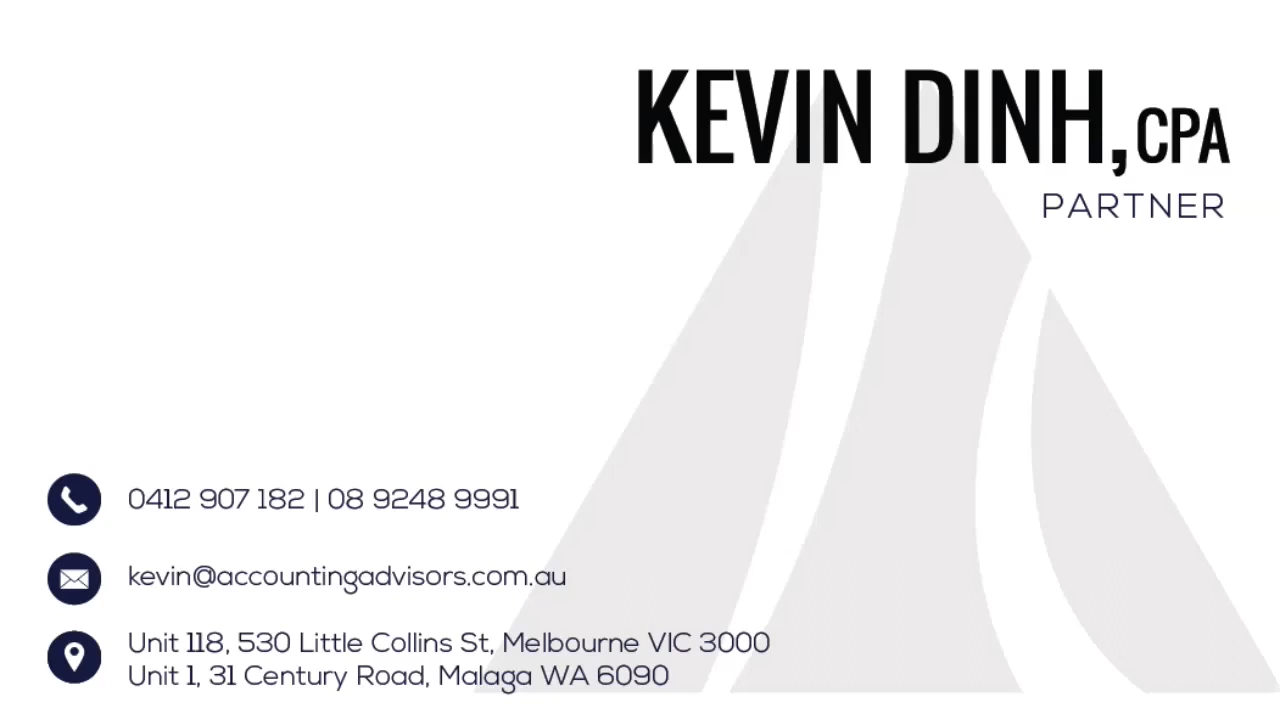 KEVIN DINH, CPA
PARTNER
0412 907 182 | 08 9248 9991
kevin@accountingadvisors.com.au
Unit 118, 530 Little Collins St, Melbourne VIC 3000
Unit 1, 31 Century Road, Malaga WA 6090